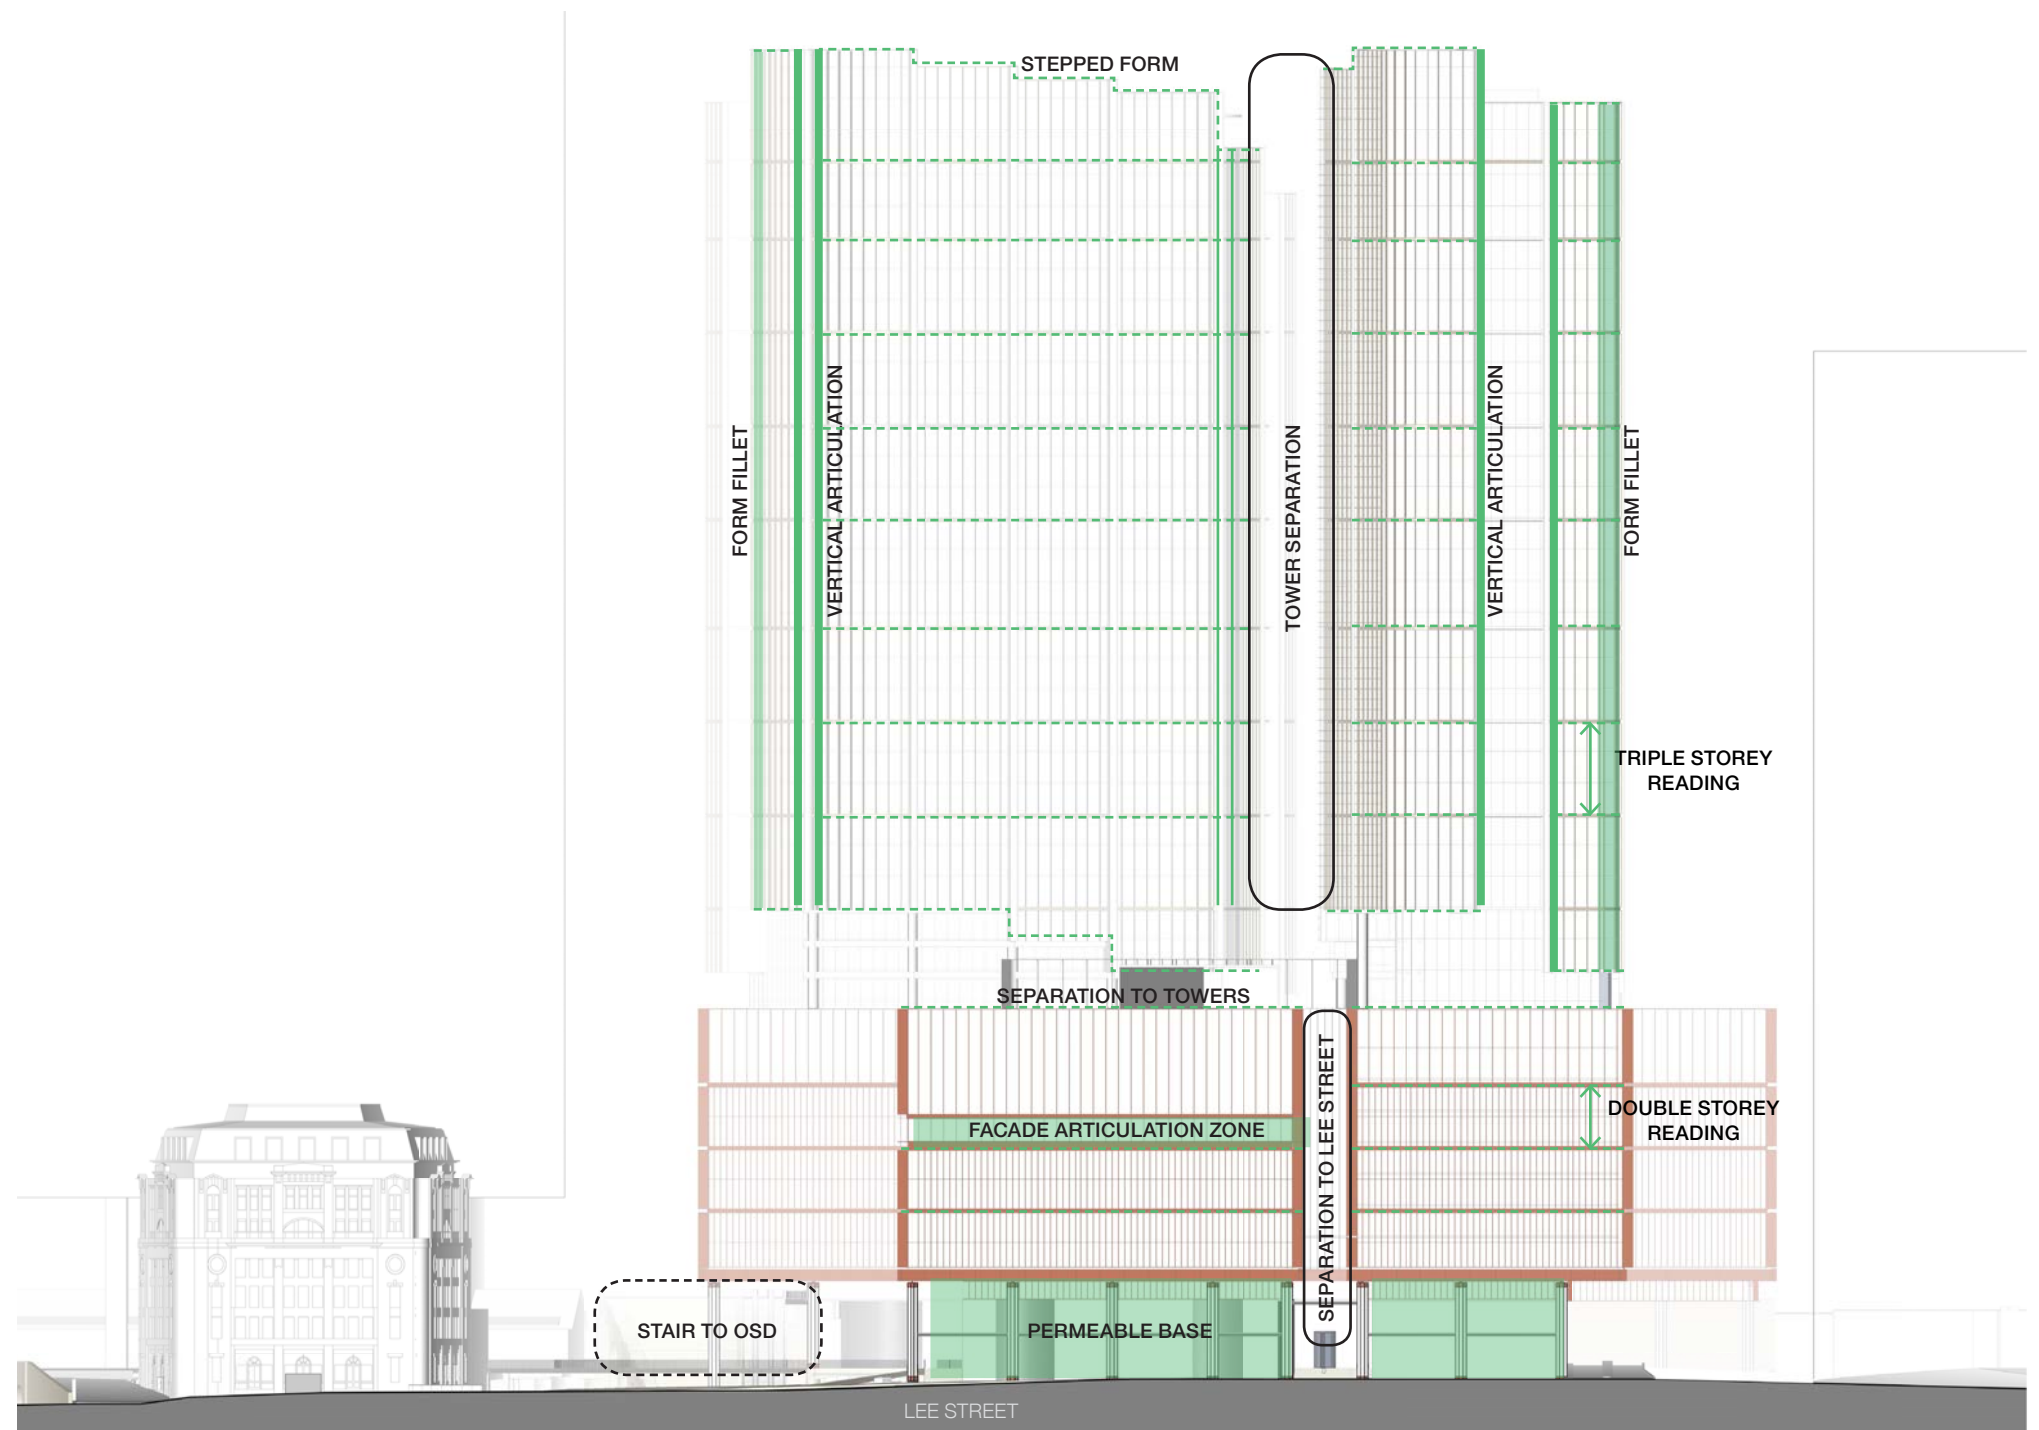 STEPPED FORM
FORM FILLET
VERTICAL ARTICULATION
TOWER SEPARATION
VERTICAL ARTICULATION
FORM FILLET
TRIPLE STOREY
READING
SEPARATION TO TOWERS
SEPARATION TO LEE STREET
DOUBLE STOREY
READING
FACADE ARTICULATION ZONE
STAIR TO OSD
PERMEABLE BASE
LEE STREET